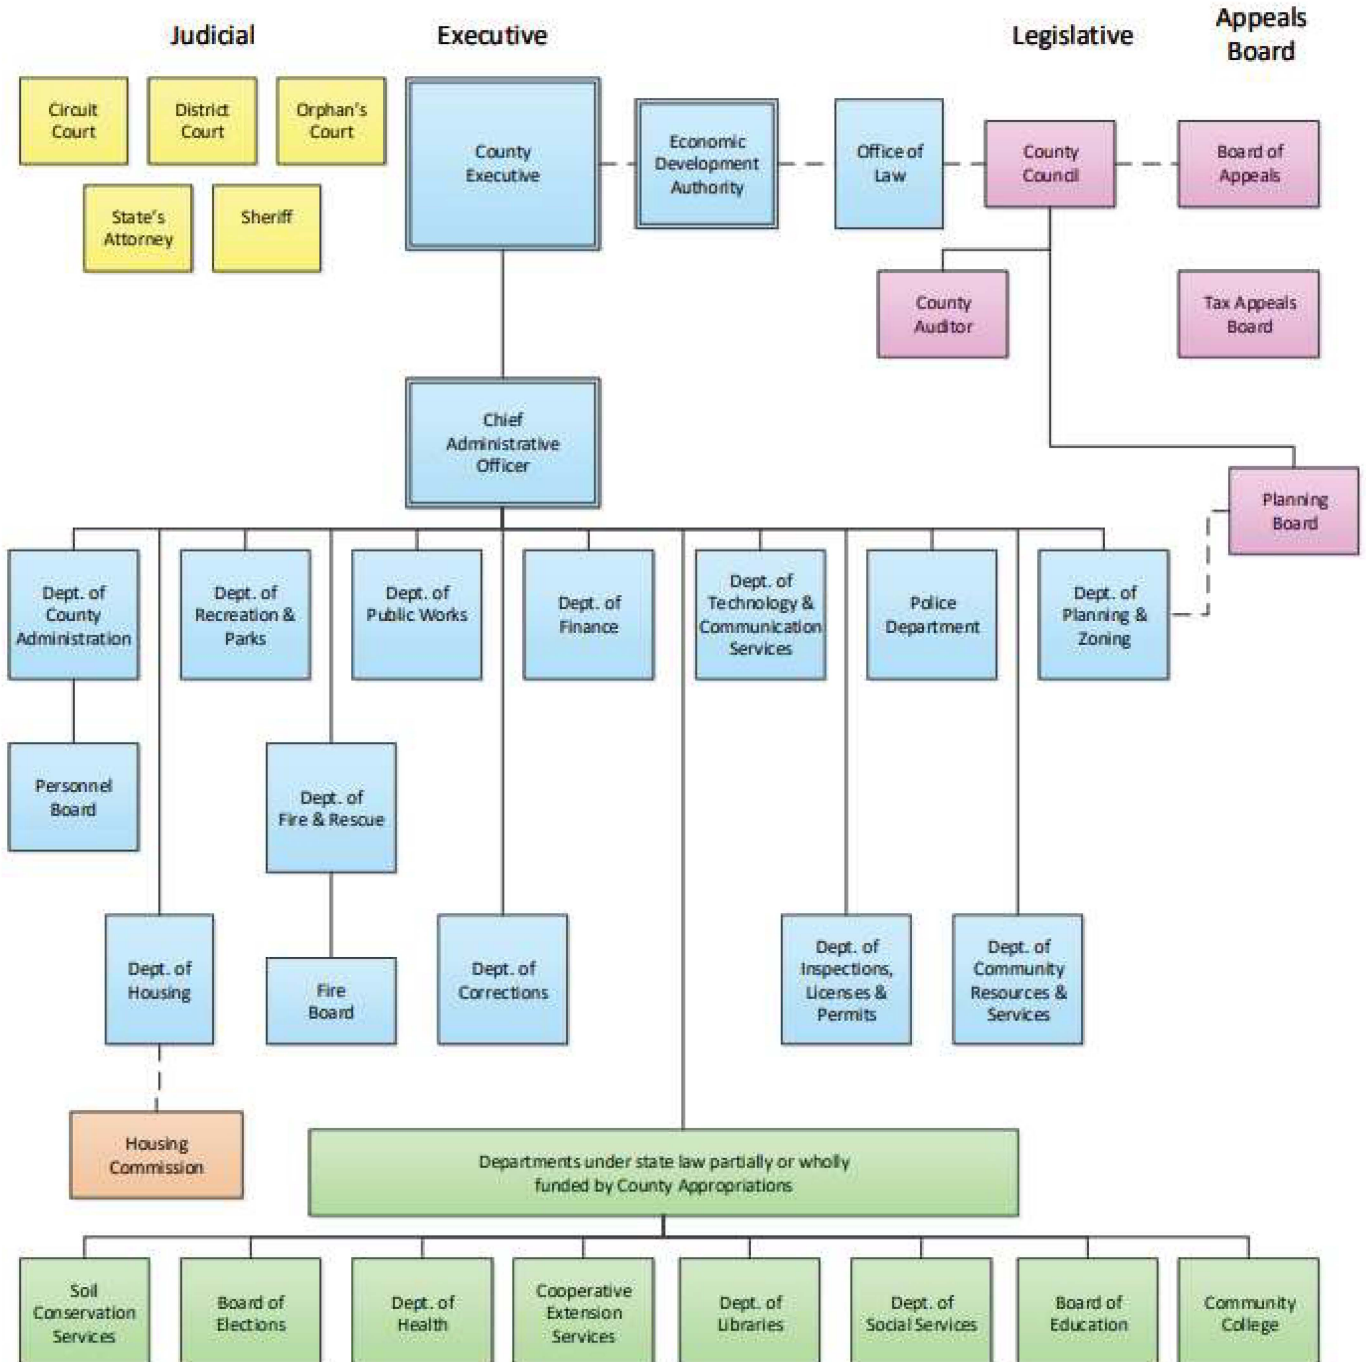 Judicial
Executive
Legislative
Appeals
Board
Circuit
Court
District
Court
Orphan's
Court
State's
Attorney
Sheriff
County
Executive
Economic
Development
Authority
Office of
Law
County
Council
Board of
Appeals
County
Auditor
Tax Appeals
Board
Chief
Administrative
Officer
Planning
Board
Dept. of
County
Administration
Dept. of
Recreation &
Parks
Dept. of
Public Works
Dept. of
Finance
Dept. of
Technology &
Communication
Services
Police
Department
Dept. of
Planning &
Zoning
Personnel
Board
Dept. of
Fire & Rescue
Dept. of
Housing
Fire
Board
Dept. of
Corrections
Dept. of
Inspections,
Licenses &
Permits
Dept. of
Community
Resources &
Services
Housing
Commission
Departments under state law partially or wholly
funded by County Appropriations
Soil
Conservation
Services
Board of
Elections
Dept. of
Health
Cooperative
Extension
Services
Dept. of
Libraries
Dept. of
Social Services
Board of
Education
Community
College